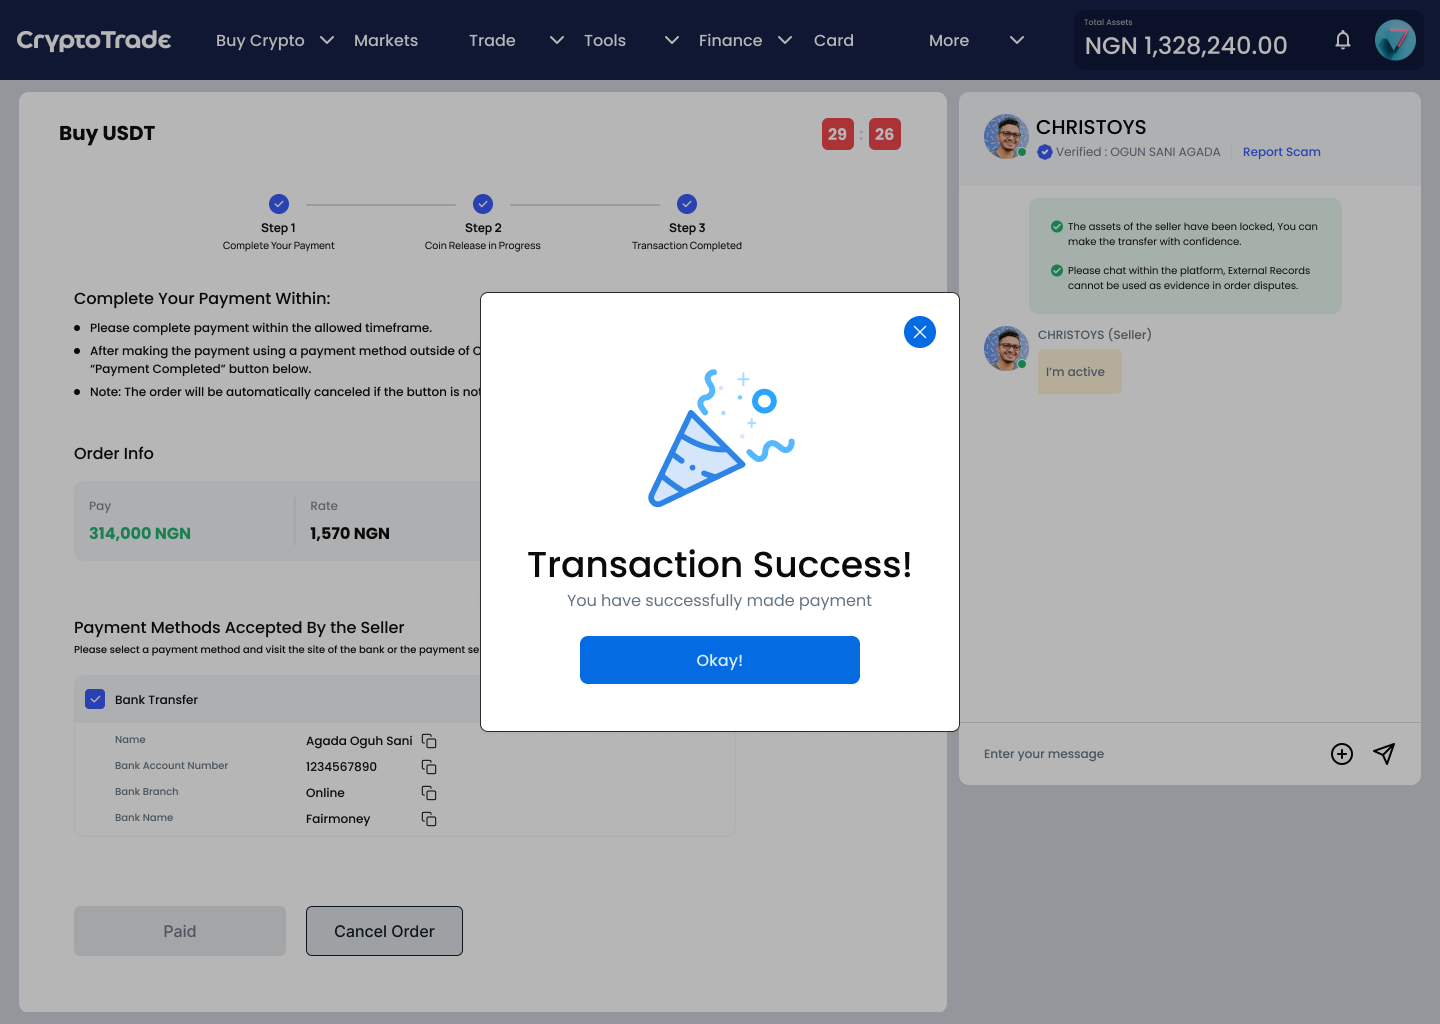 CryptoTrade
Buy Crypto
Markets
Trade
Tools
Finance
Card
More
Total Assets
NGN 1,328,240.00
Buy USDT
29 : 26
Step 1
Complete Your Payment
Step 2
Coin Release in Progress
Step 3
Transaction Completed
Complete Your Payment Within:
Please complete payment within the allowed timeframe.
After making the payment using a payment method outside of
“Payment Completed” button below.
Note: The order will be automatically canceled if the button is not
Order Info
Pay
314,000 NGN
Rate
1,570 NGN
Payment Methods Accepted By the Seller
Please select a payment method and visit the site of the bank or the payment
Bank Transfer
Name
Agada Oguh Sani
Bank Account Number
1234567890
Bank Branch
Online
Bank Name
Fairmoney
Paid
Cancel Order
Transaction Success!
You have successfully made payment
Okay!
CHRISTOYS
Verified : OGUN SANI AGADA
Report Scam
The assets of the seller have been locked, You can
make the transfer with confidence.
Please chat within the platform, External Records
cannot be used as evidence in order disputes.
CHRISTOYS (Seller)
I’m active
Enter your message